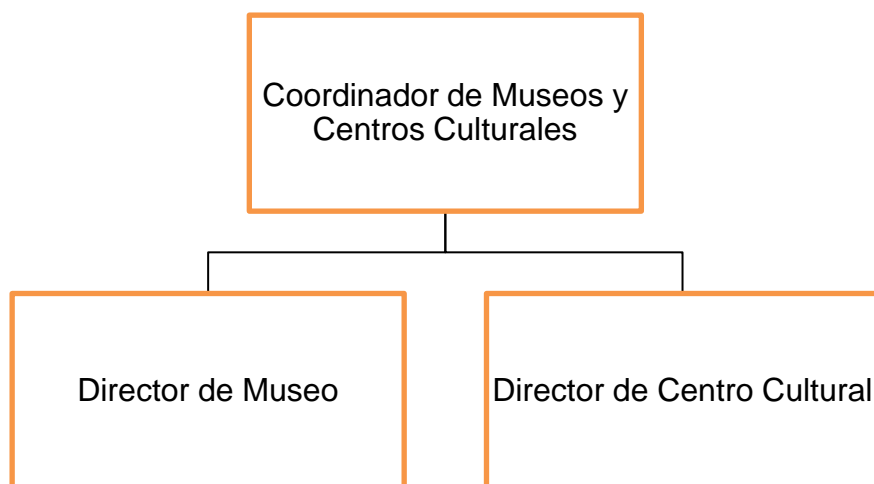 Coordinador de Museos y
Centros Culturales
Director de Museo
Director de Centro Cultural